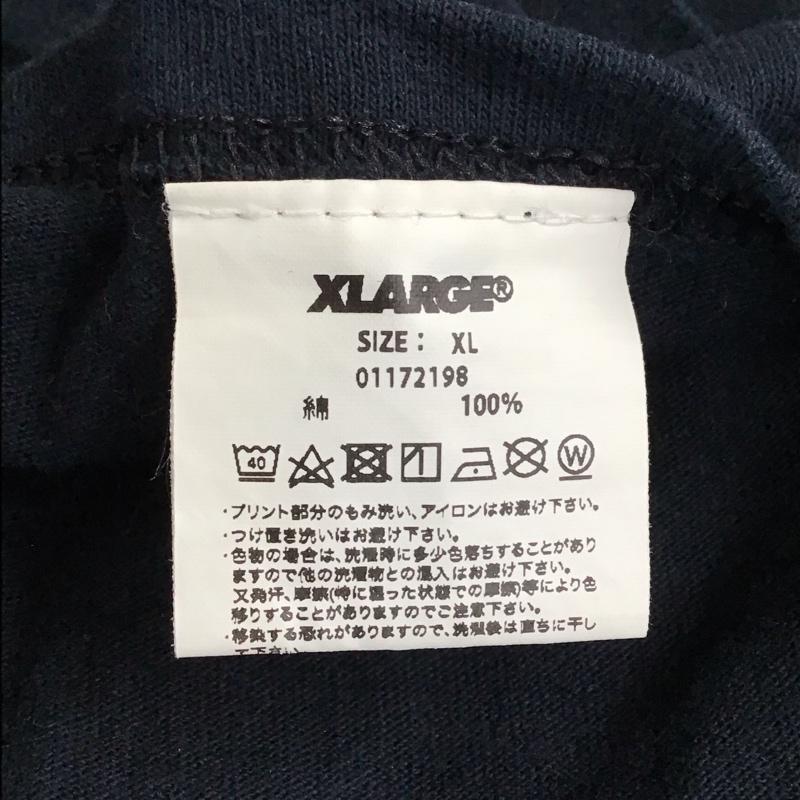 XLARGE®
SIZE: XL
01172198
綿 100%
40 W
・プリント部分のもみ洗い、アイロンはお避け下さい。
・つけ置き洗いはお避け下さい。
・色物の場合は、洗濯時に多少色落ちすることがあり
ますので他の洗濯物との混入はお避け下さい。
又発汗、摩擦(特に湿った状態での摩擦)等により色
移りすることがありますのでご注意下さい。
・移染する恐れがありますので、洗濯後は直ちに干し
て下さい。